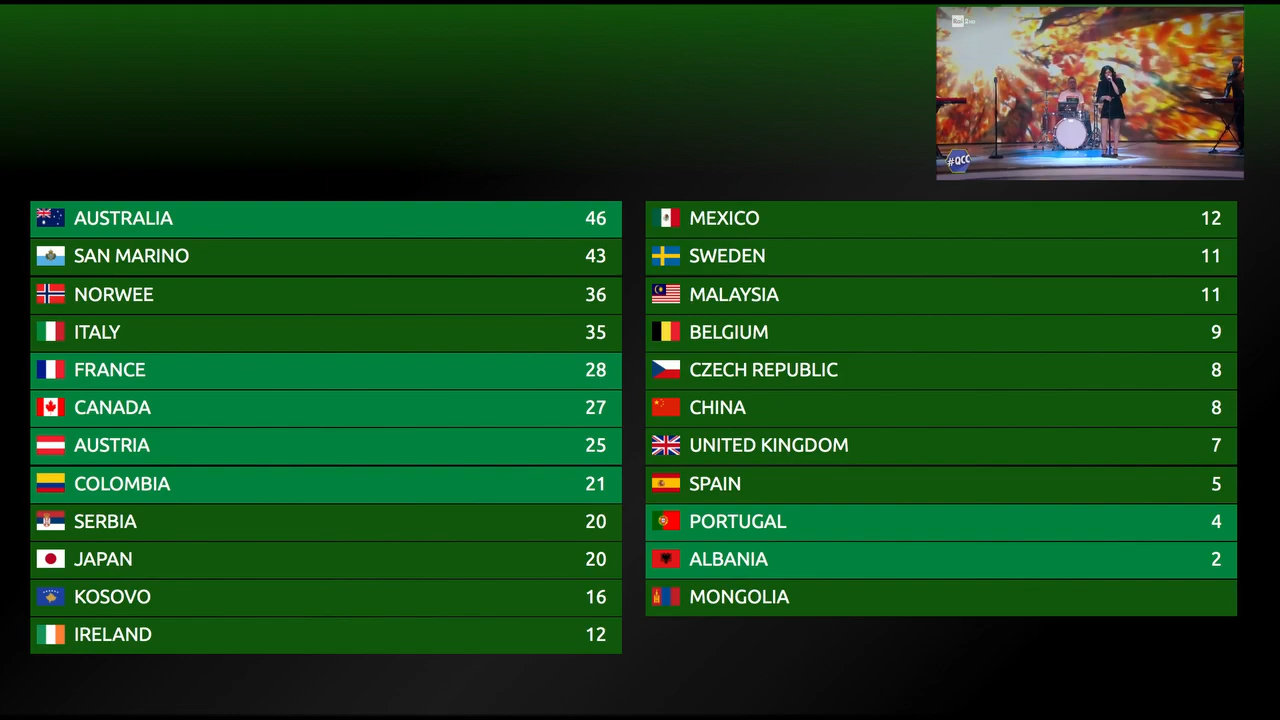 Rai 2HD
#QCC
AUSTRALIA 46
SAN MARINO 43
NORWEE 36
ITALY 35
FRANCE 28
CANADA 27
AUSTRIA 25
COLOMBIA 21
SERBIA 20
JAPAN 20
KOSOVO 16
IRELAND 12
MEXICO 12
SWEDEN 11
MALAYSIA 11
BELGIUM 9
CZECH REPUBLIC 8
CHINA 8
UNITED KINGDOM 7
SPAIN 5
PORTUGAL 4
ALBANIA 2
MONGOLIA